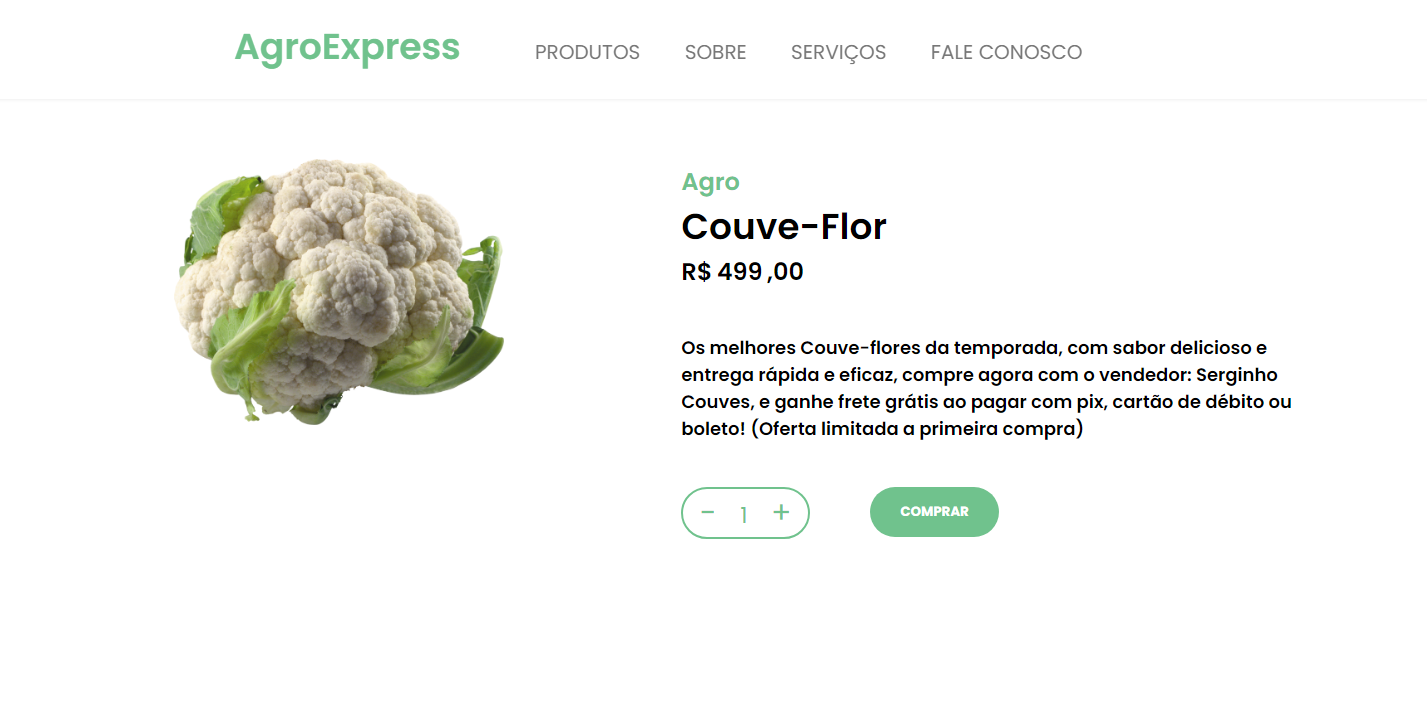 AgroExpress
PRODUTOS SOBRE SERVIÇOS FALE CONOSCO
Agro
Couve-Flor
R$ 499 ,00
Os melhores Couve-flores da temporada, com sabor delicioso e
entrega rápida e eficaz, compre agora com o vendedor: Serginho
Couves, e ganhe frete grátis ao pagar com pix, cartão de débito ou
boleto! (Oferta limitada a primeira compra)
- 1 + COMPRAR